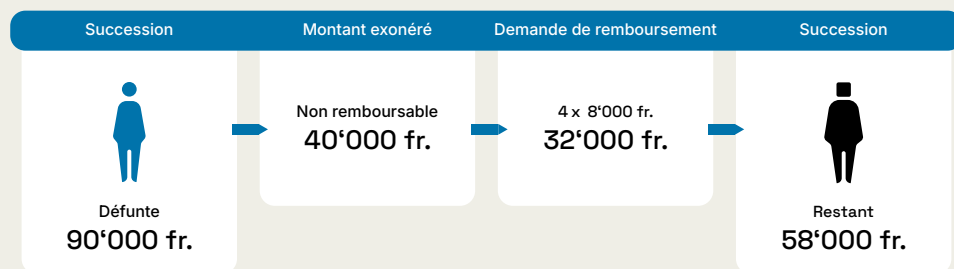 Succession
Montant exonéré
Demande de remboursement
Succession
Non remboursable
40‘000 fr.
4 x 8‘000 fr.
32‘000 fr.
Défunte
90‘000 fr.
Restant
58‘000 fr.